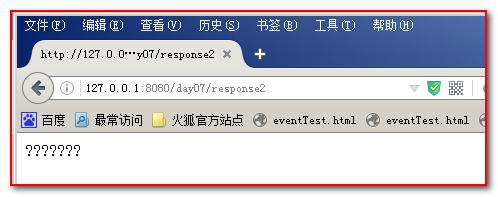 文件(F) 编辑(E) 查看(V) 历史(S) 书签(B) 工具(T) 帮助(H)
http://127.0.0…y07/response2 × +
127.0.0.1:8080/day07/response2
百度 最常访问 火狐官方站点 eventTest.html eventTest.html
???????